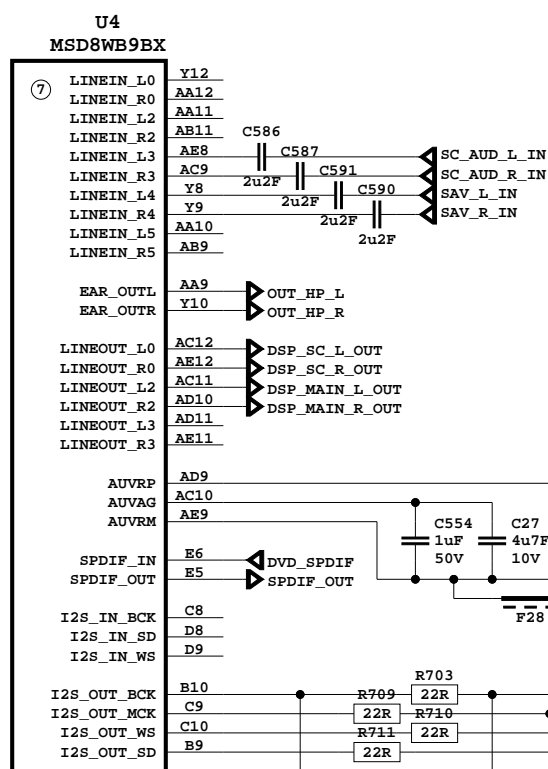 U4
MSD8WB9BX
7
LINEIN_L0 Y12
LINEIN_R0 AA12
LINEIN_L2 AA11
LINEIN_R2 AB11
C586
LINEIN_L3 AE8 C587 SC_AUD_L_IN
LINEIN_R3 AC9 2u2F C591 SC_AUD_R_IN
LINEIN_L4 Y8 2u2F C590 SAV_L_IN
LINEIN_R4 Y9 2u2F SAV_R_IN
LINEIN_L5 AA10 2u2F
LINEIN_R5 AB9
EAR_OUTL AA9 OUT_HP_L
EAR_OUTR Y10 OUT_HP_R
LINEOUT_L0 AC12 DSP_SC_L_OUT
LINEOUT_R0 AE12 DSP_SC_R_OUT
LINEOUT_L2 AC11 DSP_MAIN_L_OUT
LINEOUT_R2 AD10 DSP_MAIN_R_OUT
LINEOUT_L3 AD11
LINEOUT_R3 AE11
AUVRP AD9
AUVAG AC10
AUVRM AE9
C554 C27
1uF 4u7F
50V 10V
SPDIF_IN E6 DVD_SPDIF
SPDIF_OUT E5 SPDIF_OUT
I2S_IN_BCK C8
F28
I2S_IN_SD D8
I2S_IN_WS D9
R703
I2S_OUT_BCK B10 R709 22R
I2S_OUT_MCK C9 22R R710
I2S_OUT_WS C10 R711 22R
I2S_OUT_SD B9 22R